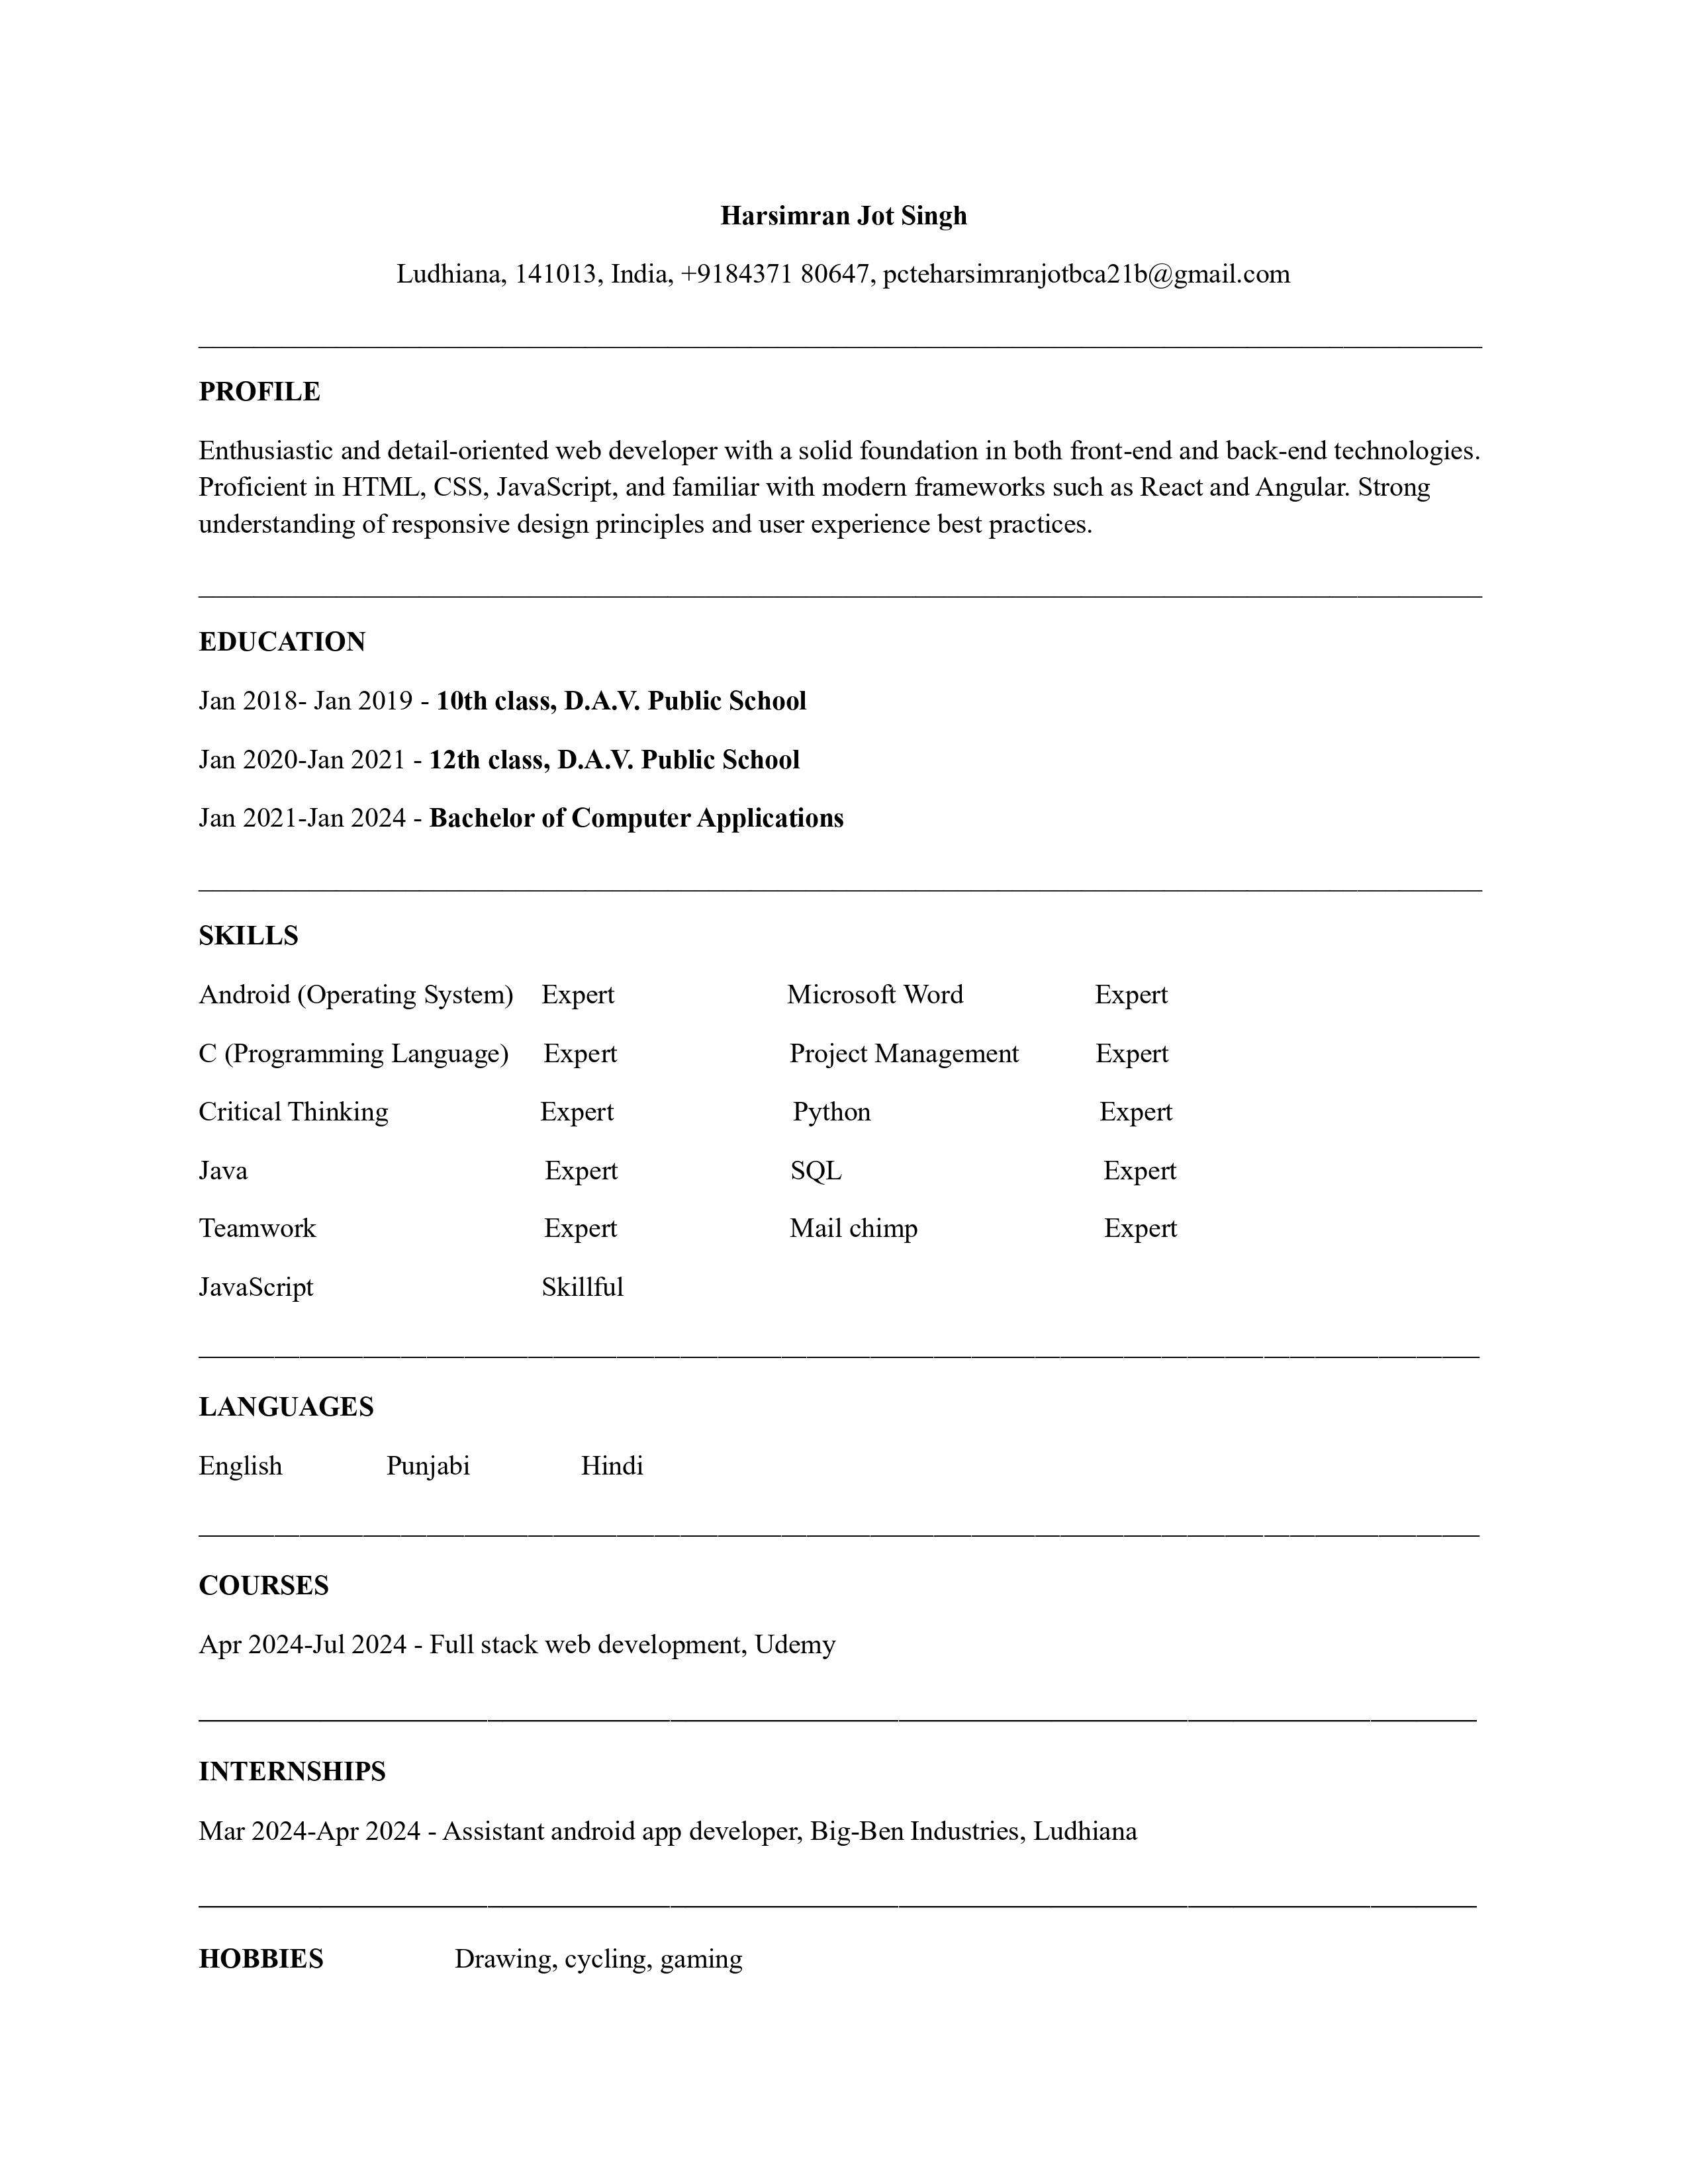 Harsimran Jot Singh
Ludhiana, 141013, India, +9184371 80647, pcteharsimranjotbca21b@gmail.com
PROFILE
Enthusiastic and detail-oriented web developer with a solid foundation in both front-end and back-end technologies.
Proficient in HTML, CSS, JavaScript, and familiar with modern frameworks such as React and Angular. Strong
understanding of responsive design principles and user experience best practices.
EDUCATION
Jan 2018- Jan 2019 - 10th class, D.A.V. Public School
Jan 2020-Jan 2021 - 12th class, D.A.V. Public School
Jan 2021-Jan 2024 - Bachelor of Computer Applications
SKILLS
Android (Operating System) Expert Microsoft Word Expert
C (Programming Language) Expert Project Management Expert
Critical Thinking Expert Python Expert
Java Expert SQL Expert
Teamwork Expert Mail chimp Expert
JavaScript Skillful
LANGUAGES
English Punjabi Hindi
COURSES
Apr 2024-Jul 2024 - Full stack web development, Udemy
INTERNSHIPS
Mar 2024-Apr 2024 - Assistant android app developer, Big-Ben Industries, Ludhiana
HOBBIES Drawing, cycling, gaming